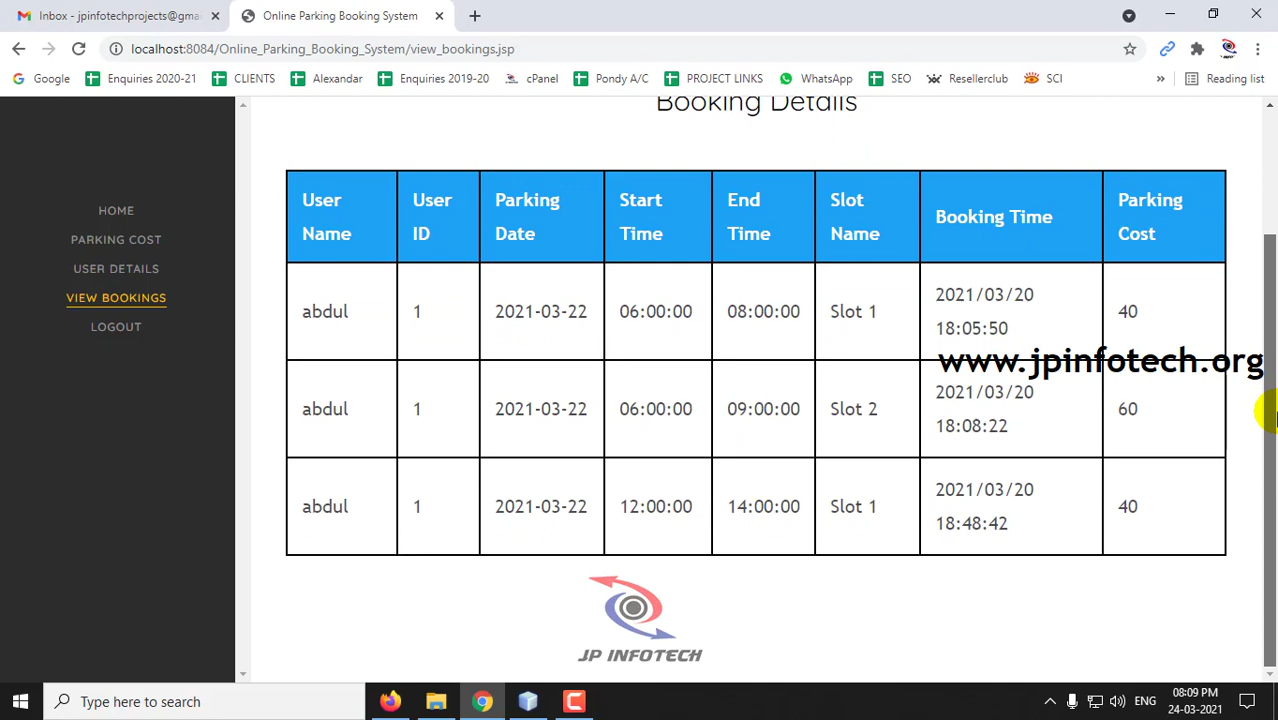 Inbox - jpinfotechprojects@gma
Online Parking Booking System
localhost:8084/Online_Parking_Booking_System/view_bookings.jsp
Google
Enquiries 2020-21
CLIENTS
Alexandar
Enquiries 2019-20
cPanel
Pondy A/C
PROJECT LINKS
WhatsApp
SEO
Resellerclub
SCI
»
Reading list
HOME
PARKING COST
USER DETAILS
VIEW BOOKINGS
LOGOUT
Booking Details
User Name | User ID | Parking Date | Start Time | End Time | Slot Name | Booking Time | Parking Cost
abdul | 1 | 2021-03-22 | 06:00:00 | 08:00:00 | Slot 1 | 2021/03/20 18:05:50 | 40
www.jpinfotech.org
abdul | 1 | 2021-03-22 | 06:00:00 | 09:00:00 | Slot 2 | 2021/03/20 18:08:22 | 60
abdul | 1 | 2021-03-22 | 12:00:00 | 14:00:00 | Slot 1 | 2021/03/20 18:48:42 | 40
JP INFOTECH
Type here to search
ENG
08:09 PM
24-03-2021